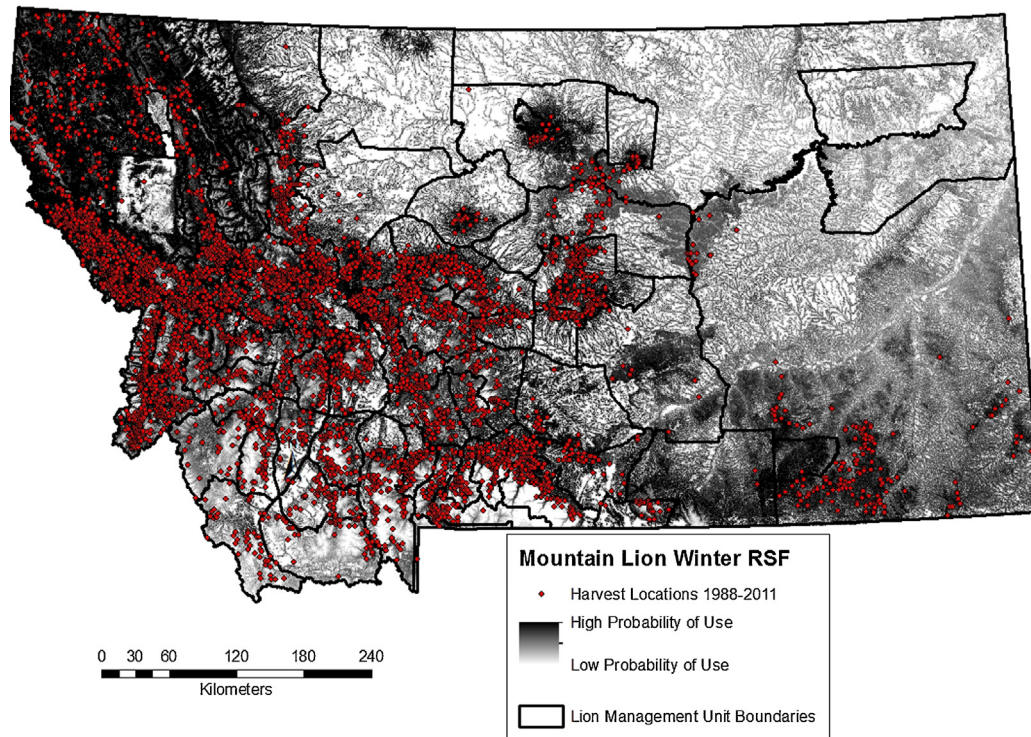 Mountain Lion Winter RSF
Harvest Locations 1988-2011
High Probability of Use
Low Probability of Use
Lion Management Unit Boundaries
0 30 60 120 180 240
Kilometers